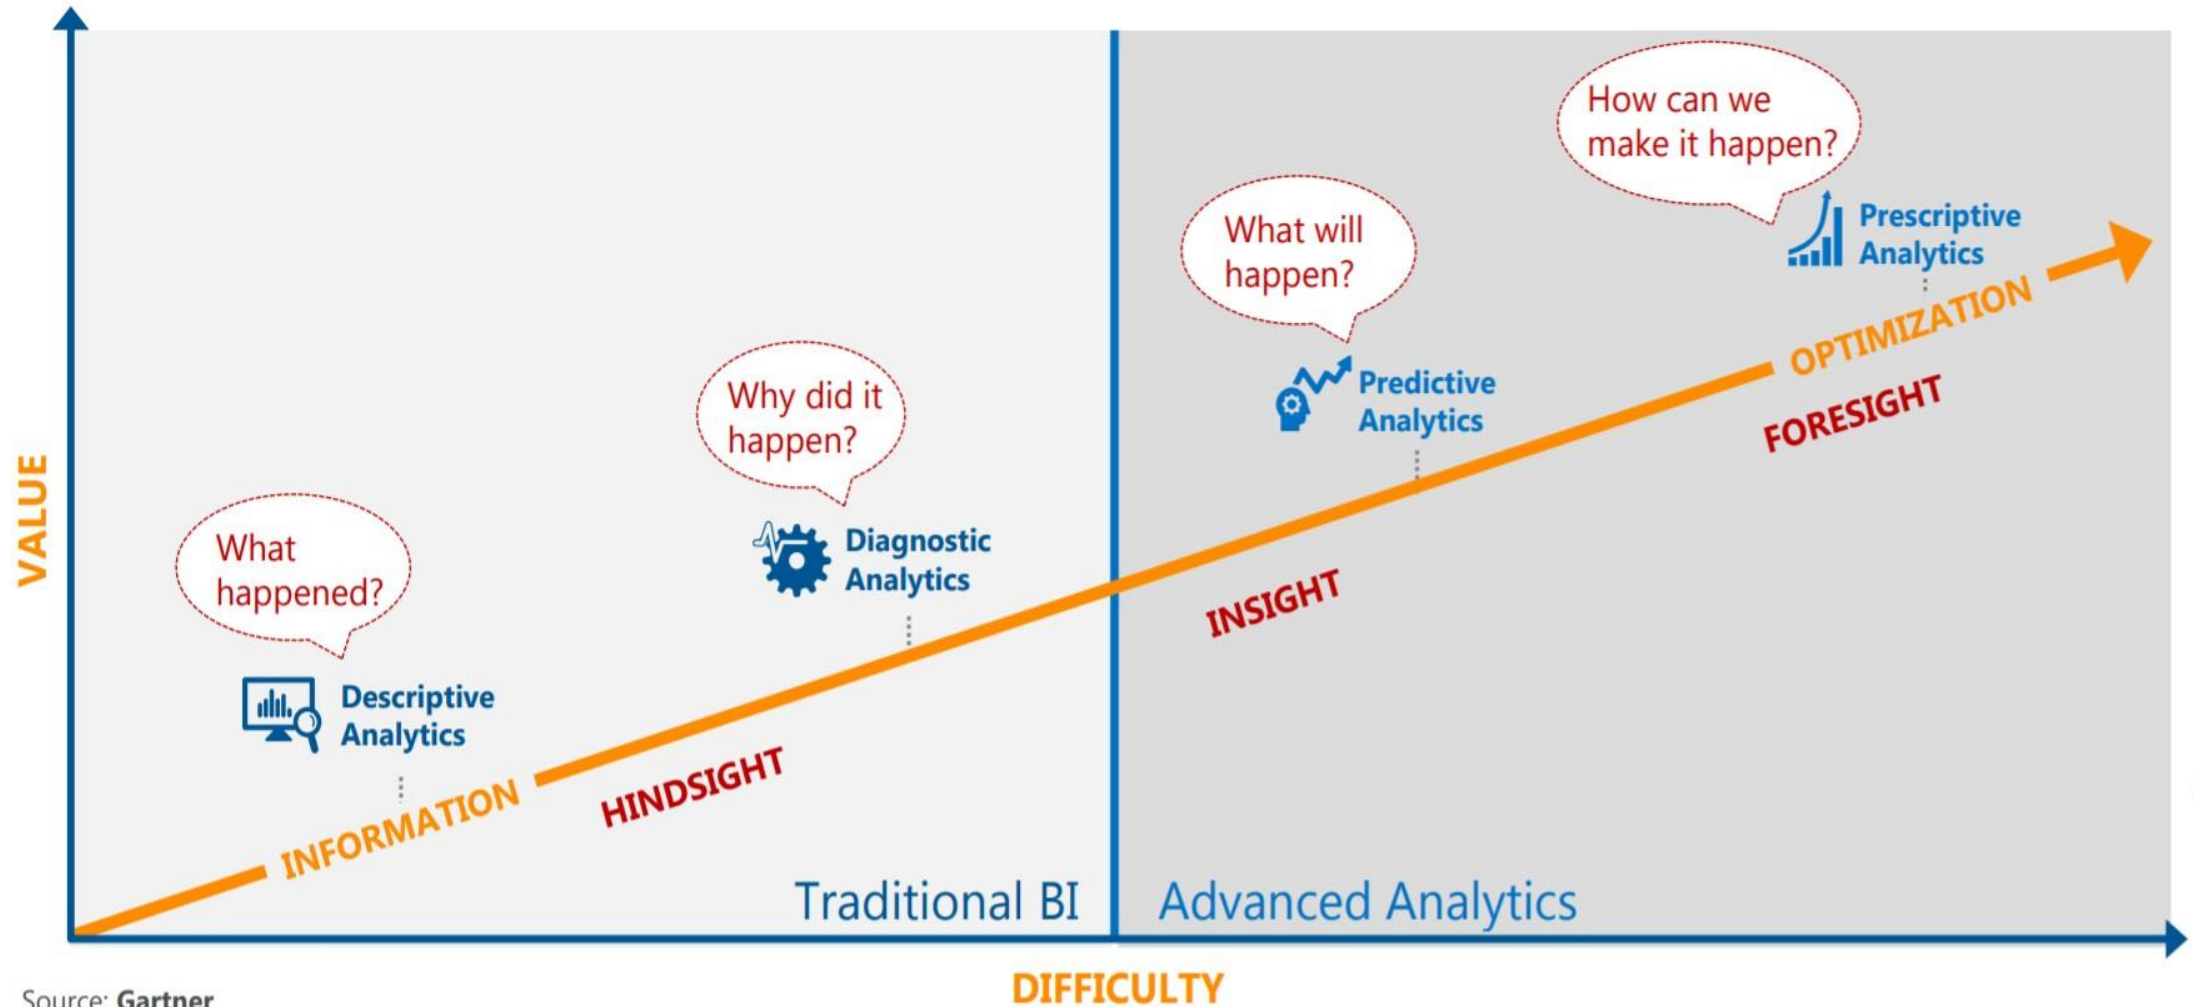 How can we
make it happen?
What will
happen?
Prescriptive
Analytics
OPTIMIZATION
Why did it
happen?
Predictive
Analytics
FORESIGHT
VALUE
What
happened?
Diagnostic
Analytics
INSIGHT
Descriptive
Analytics
INFORMATION
HINDSIGHT
Traditional BI
Advanced Analytics
DIFFICULTY
Source: Gartner